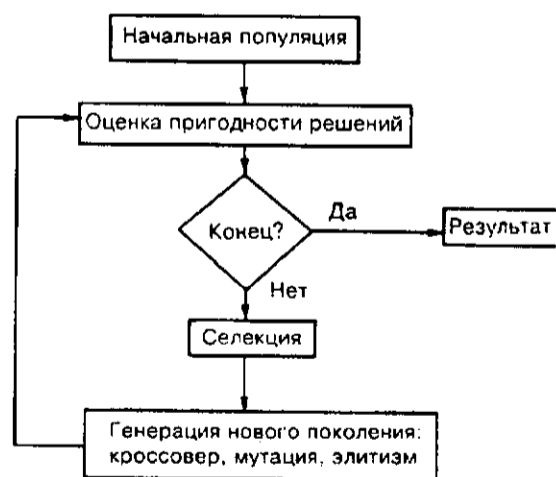 Начальная популяция
Оценка пригодности решений
Конец?
Да
Результат
Нет
Селекция
Генерация нового поколения:
кроссовер, мутация, элитизм